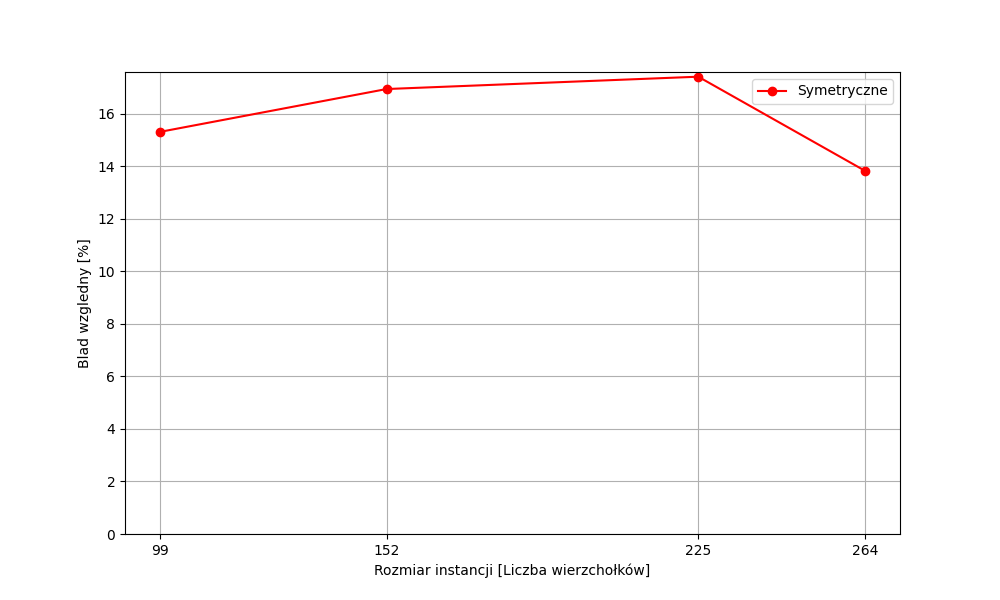 Symetryczne
16
14
12
10
8
6
4
2
0
Blad wzgledny [%]
99 152 225 264
Rozmiar instancji [Liczba wierzchołków]